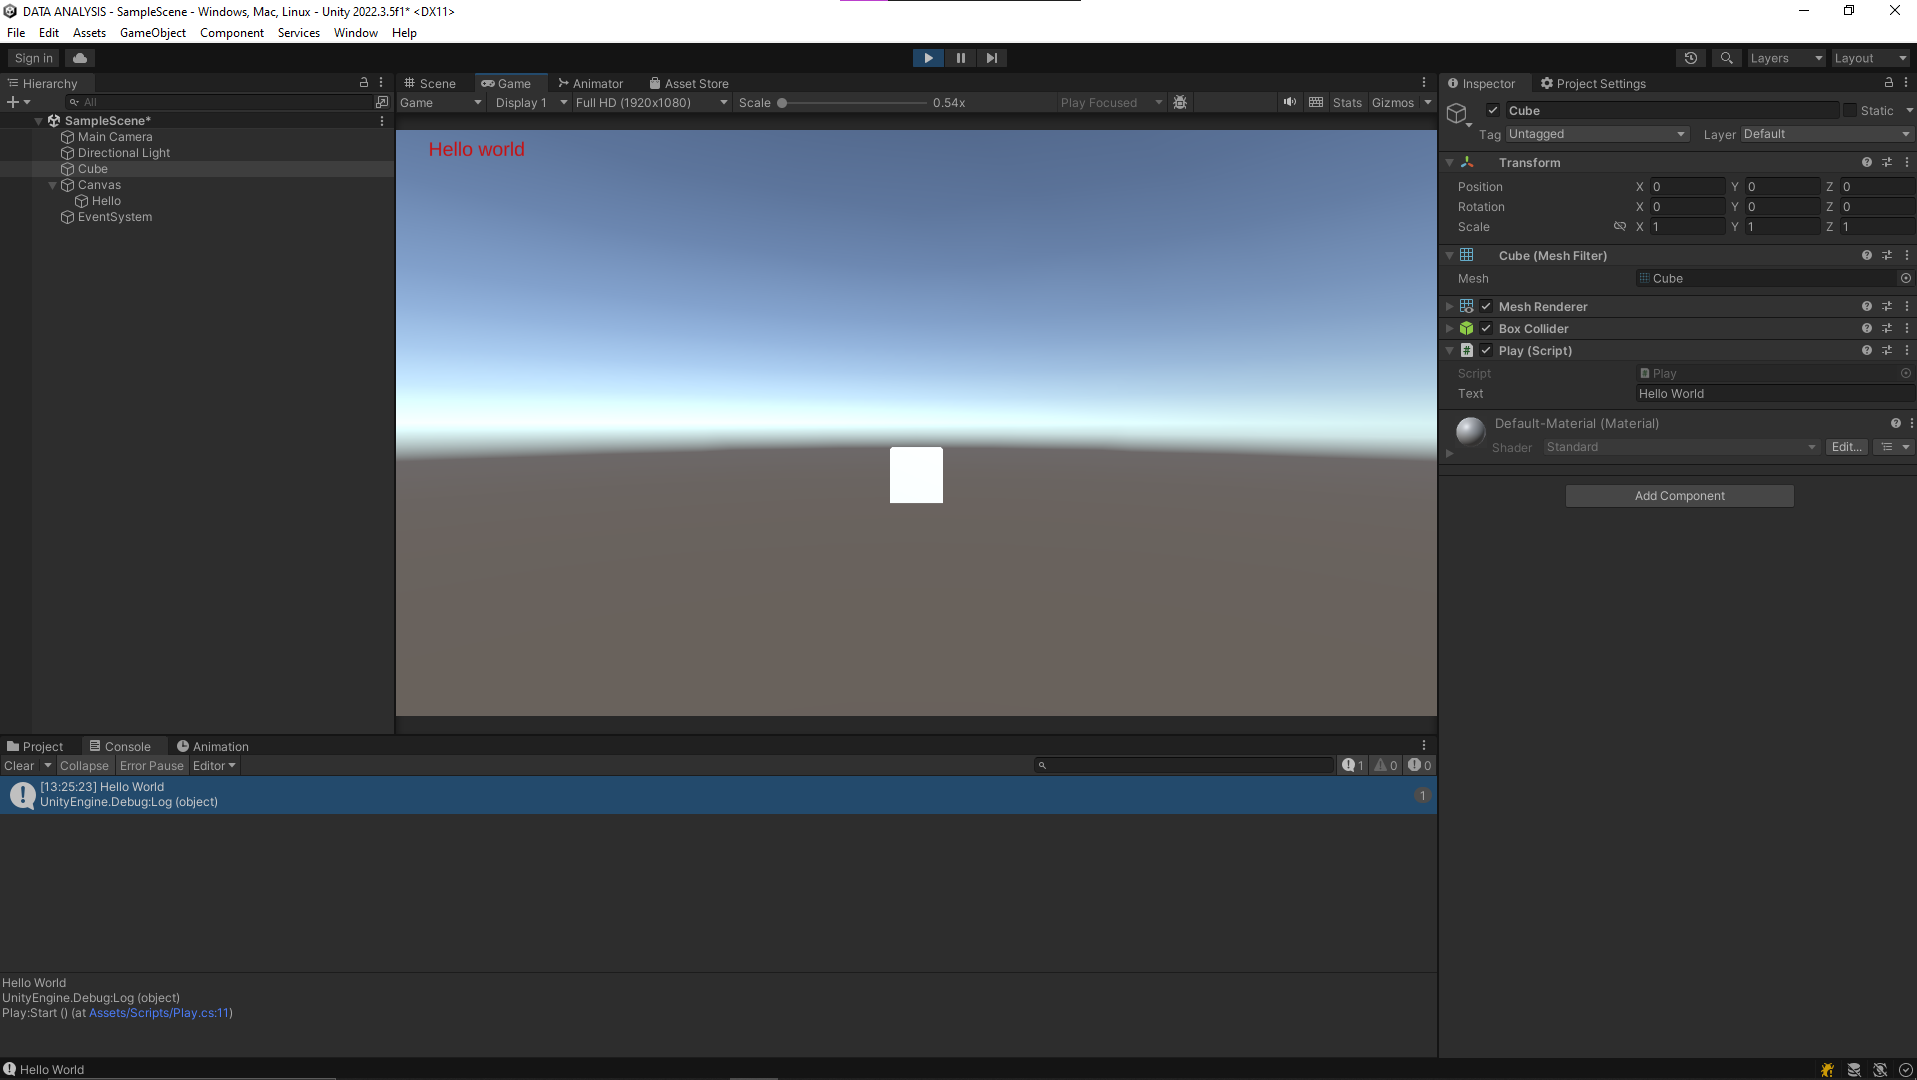 DATA ANALYSIS - SampleScene - Windows, Mac, Linux - Unity 2022.3.5f1* <DX11>
File Edit Assets GameObject Component Services Window Help
Sign in
Layers
Layout
Hierarchy
All
SampleScene*
Main Camera
Directional Light
Cube
Canvas
Hello
EventSystem
Scene Game Animator Asset Store
Game Display 1 Full HD (1920x1080) Scale 0.54x Play Focused Stats Gizmos
Hello world
Inspector Project Settings
Cube Static
Tag Untagged Layer Default
Transform
Position X 0 Y 0 Z 0
Rotation X 0 Y 0 Z 0
Scale X 1 Y 1 Z 1
Cube (Mesh Filter)
Mesh Cube
Mesh Renderer
Box Collider
# Play (Script)
Script # Play
Text Hello World
Default-Material (Material)
Shader Standard Edit...
Add Component
Project Console Animation
Clear Collapse Error Pause Editor 1 0 0
[13:25:23] Hello World
UnityEngine.Debug:Log (object)
1
Hello World
UnityEngine.Debug:Log (object)
Play:Start () (at Assets/Scripts/Play.cs:11)
Hello World